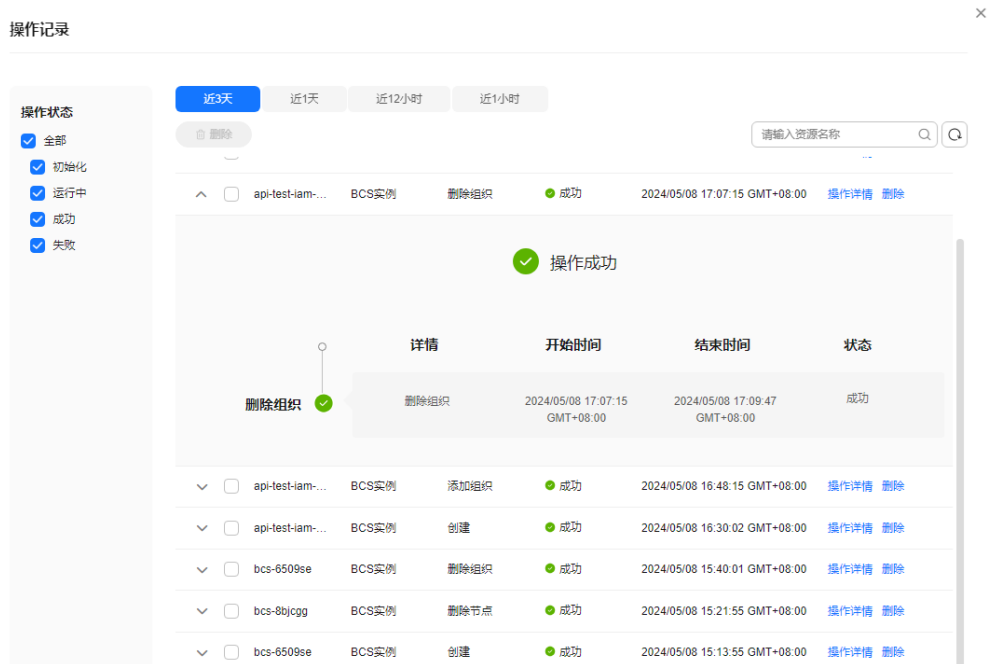 操作记录
操作状态
全部
初始化
运行中
成功
失败
近3天 近1天 近12小时 近1小时
删除
请输入资源名称
api-test-iam-... BCS实例 删除组织 成功 2024/05/08 17:07:15 GMT+08:00 操作详情 删除
操作成功
详情 开始时间 结束时间 状态
删除组织 删除组织 2024/05/08 17:07:15 GMT+08:00 2024/05/08 17:09:47 GMT+08:00 成功
api-test-iam-... BCS实例 添加组织 成功 2024/05/08 16:48:15 GMT+08:00 操作详情 删除
api-test-iam-... BCS实例 创建 成功 2024/05/08 16:30:02 GMT+08:00 操作详情 删除
bcs-6509se BCS实例 删除组织 成功 2024/05/08 15:40:01 GMT+08:00 操作详情 删除
bcs-8bjcgg BCS实例 删除节点 成功 2024/05/08 15:21:55 GMT+08:00 操作详情 删除
bcs-6509se BCS实例 创建 成功 2024/05/08 15:13:55 GMT+08:00 操作详情 删除